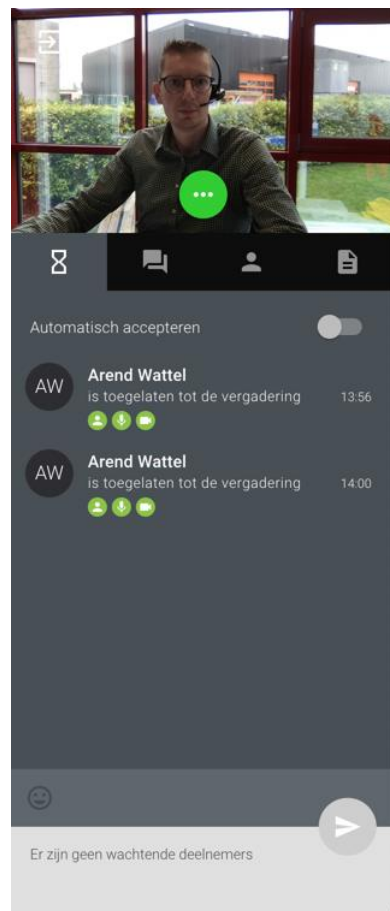 Automatisch accepteren
AW
Arend Wattel
is toegelaten tot de vergadering
13:56
AW
Arend Wattel
is toegelaten tot de vergadering
14:00
Er zijn geen wachtende deelnemers